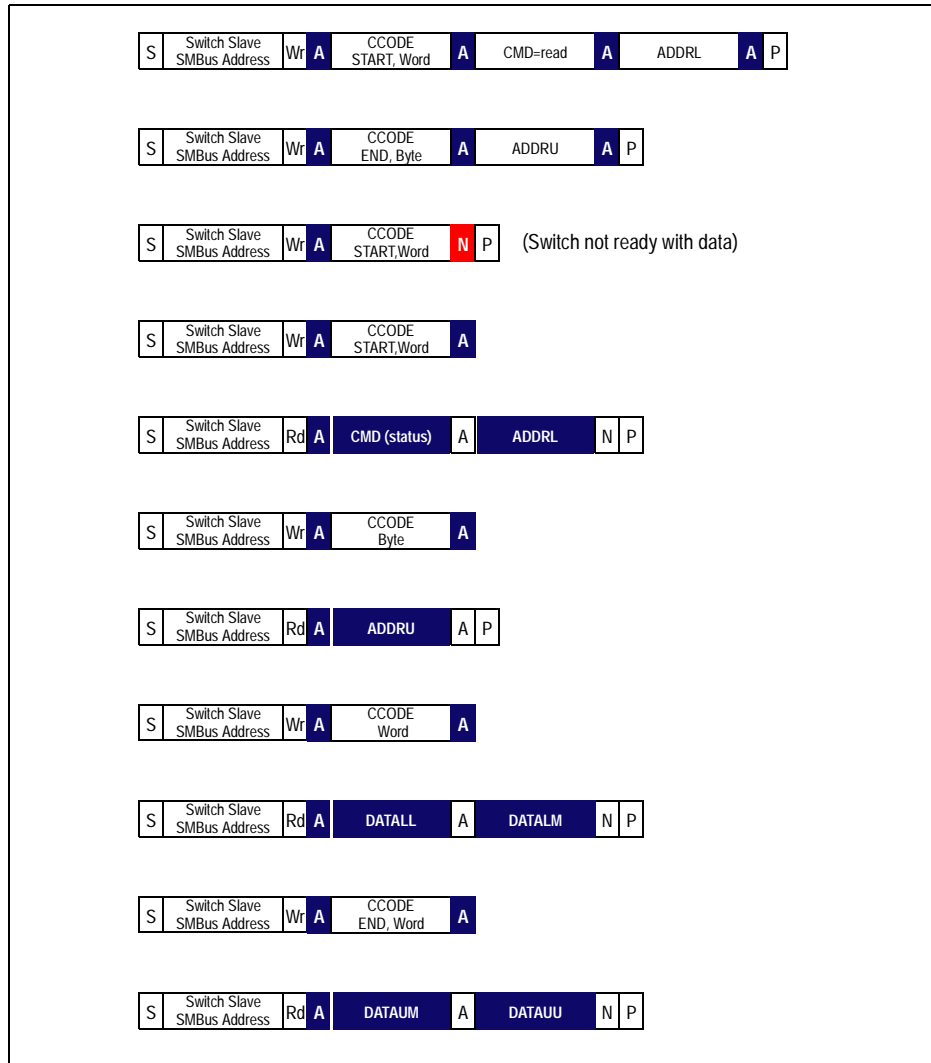 S Switch Slave SMBus Address Wr A CCODE START, Word A CMD=read A ADDRL A P
S Switch Slave SMBus Address Wr A CCODE END, Byte A ADDRU A P
S Switch Slave SMBus Address Wr A CCODE START,Word N P (Switch not ready with data)
S Switch Slave SMBus Address Wr A CCODE START,Word A
S Switch Slave SMBus Address Rd A CMD (status) A ADDRL N P
S Switch Slave SMBus Address Wr A CCODE Byte A
S Switch Slave SMBus Address Rd A ADDRU A P
S Switch Slave SMBus Address Wr A CCODE Word A
S Switch Slave SMBus Address Rd A DATALL A DATALM N P
S Switch Slave SMBus Address Wr A CCODE END, Word A
S Switch Slave SMBus Address Rd A DATAUM A DATAUU N P